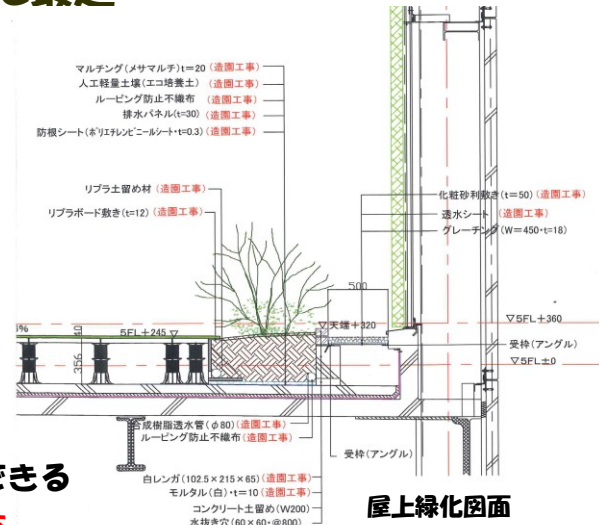 マルチング(メサマルチ)t=20 (造園工事)
人工軽量土壌(エコ培養土) (造園工事)
ルーピング防止不織布 (造園工事)
排水パネル(t=30) (造園工事)
防根シート(ポリエチレンビニールシート・t=0.3) (造園工事)
リブラ土留め材 (造園工事)
リブラボード敷き(t=12) (造園工事)
化粧砂利敷き(t=50) (造園工事)
透水シート (造園工事)
グレーチング(W=450・t=18)
500
▽天端+320
5FL+245 ▽
▽5FL+360
受枠(アングル)
▽5FL±0
356
40
合成樹脂透水管(φ80) (造園工事)
ルーピング防止不織布 (造園工事)
受枠(アングル)
白レンガ(102.5×215×65) (造園工事)
モルタル(白)・t=10 (造園工事)
コンクリート土留め(W200)
水抜き穴(60×60・@800)
できる
屋上緑化図面